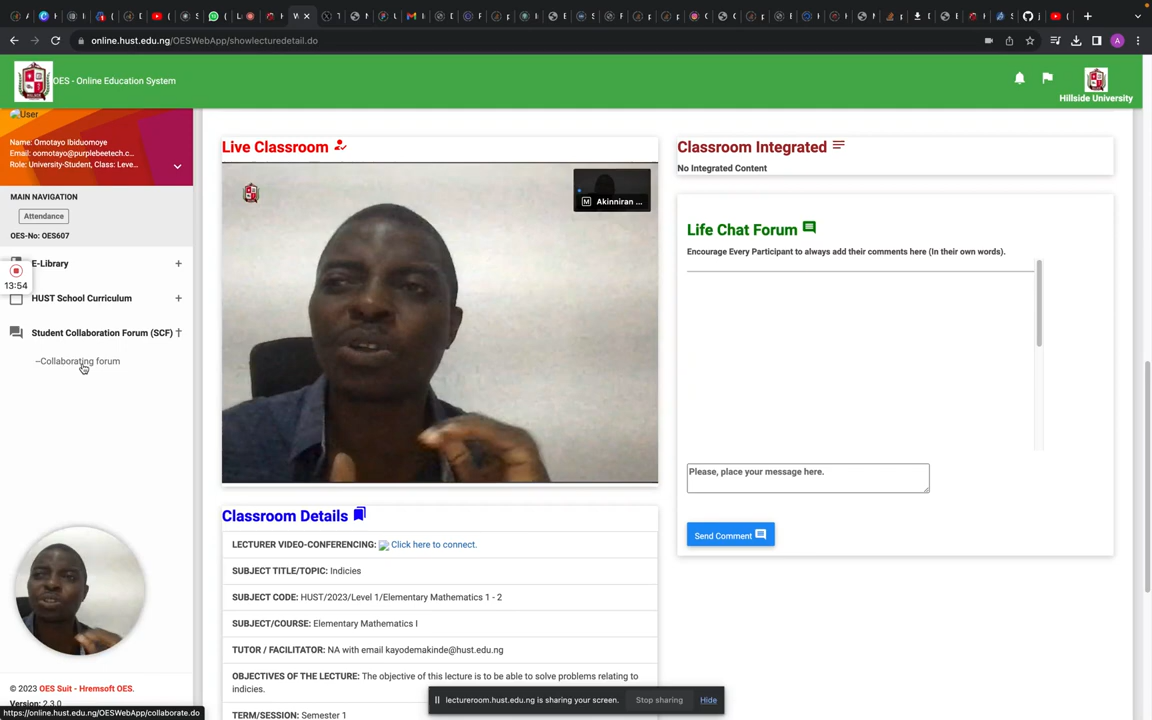 online.hust.edu.ng/OESWebApp/showlecturedetail.do
A
OES - Online Education System
Hillside University
User
Name: Omotayo Ibiduomoye
Email: oomotayo@purplebeetech.c...
Role: University-Student, Class: Leve...
MAIN NAVIGATION
Attendance
OES-No: OES607
E-Library +
13:54
HUST School Curriculum +
Student Collaboration Forum (SCF)
--Collaborating forum
© 2023 OES Suit - Hremsoft OES.
Version: 2.3.0
https://online.hust.edu.ng/OESWebApp/collaborate.do
Live Classroom
M Akinniran ...
Classroom Details
LECTURER VIDEO-CONFERENCING: Click here to connect.
SUBJECT TITLE/TOPIC: Indicies
SUBJECT CODE: HUST/2023/Level 1/Elementary Mathematics 1 - 2
SUBJECT/COURSE: Elementary Mathematics I
TUTOR / FACILITATOR: NA with email kayodemakinde@hust.edu.ng
OBJECTIVES OF THE LECTURE: The objective of this lecture is to be able to solve problems relating to
indicies.
TERM/SESSION: Semester 1
Classroom Integrated
No Integrated Content
Life Chat Forum
Encourage Every Participant to always add their comments here (In their own words).
Please, place your message here.
Send Comment
lectureroom.hust.edu.ng is sharing your screen.
Stop sharing
Hide